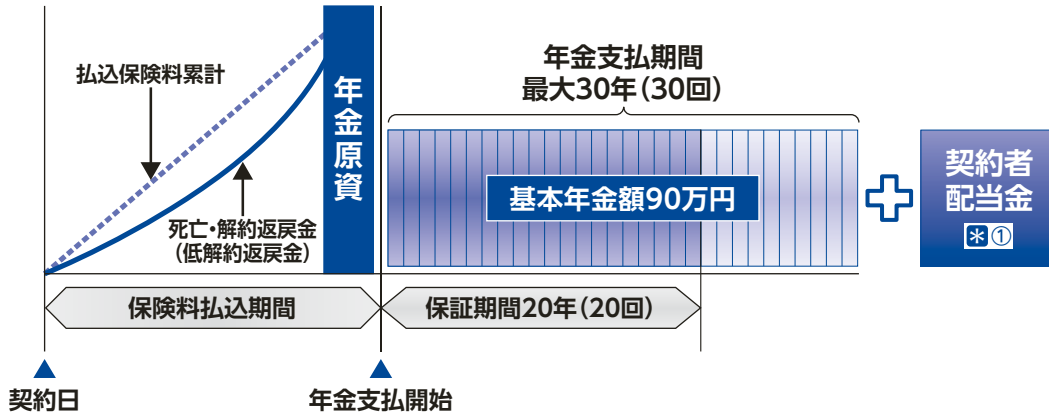 払込保険料累計
年金原資
死亡・解約返戻金
(低解約返戻金)
年金支払期間
最大30年(30回)
基本年金額90万円
契約者
配当金
*①
保険料払込期間
保証期間20年(20回)
契約日
年金支払開始